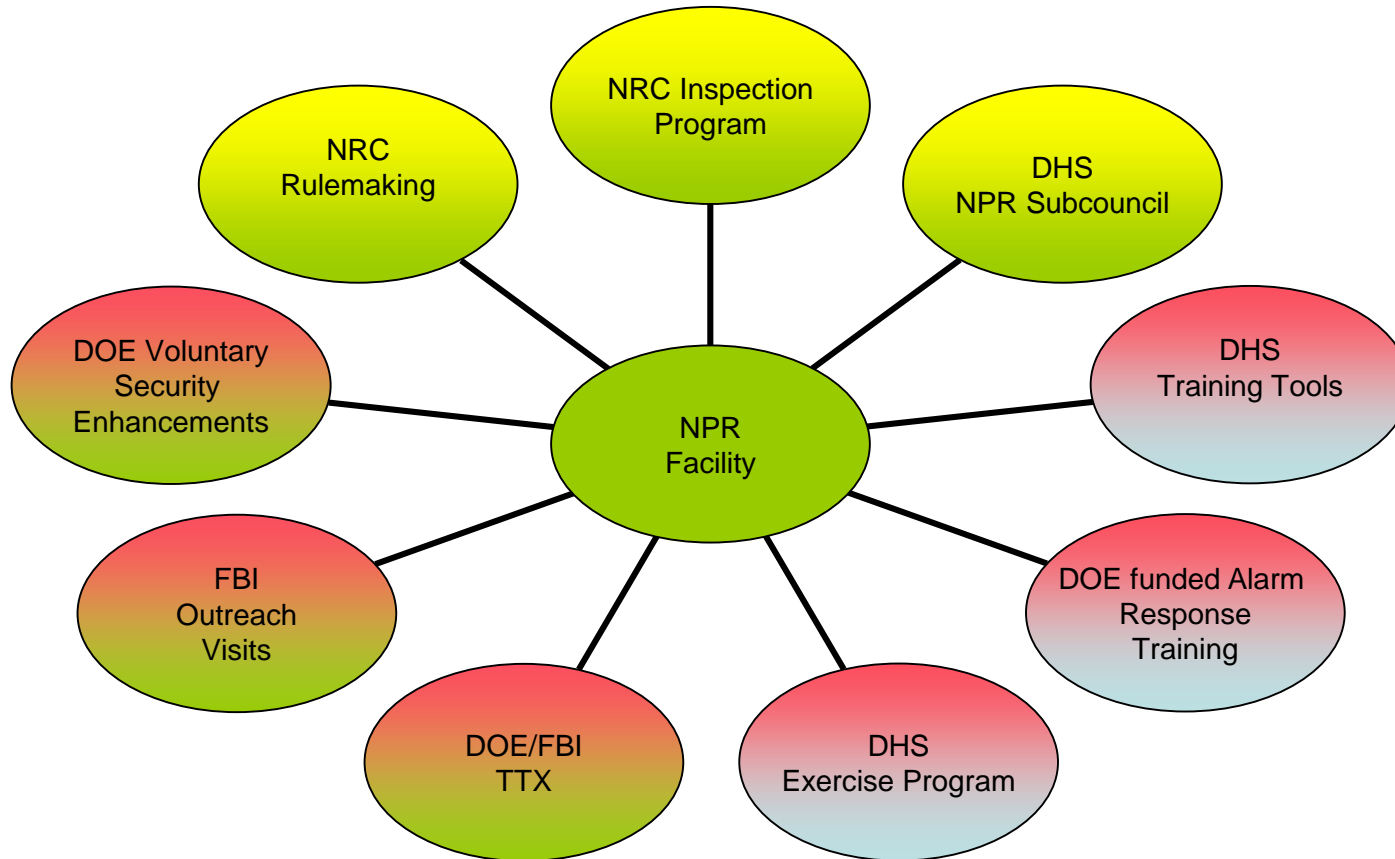 NRC Inspection
Program
NRC
Rulemaking
DHS
NPR Subcouncil
DOE Voluntary
Security
Enhancements
DHS
Training Tools
NPR
Facility
FBI
Outreach
Visits
DOE funded Alarm
Response
Training
DOE/FBI
TTX
DHS
Exercise Program